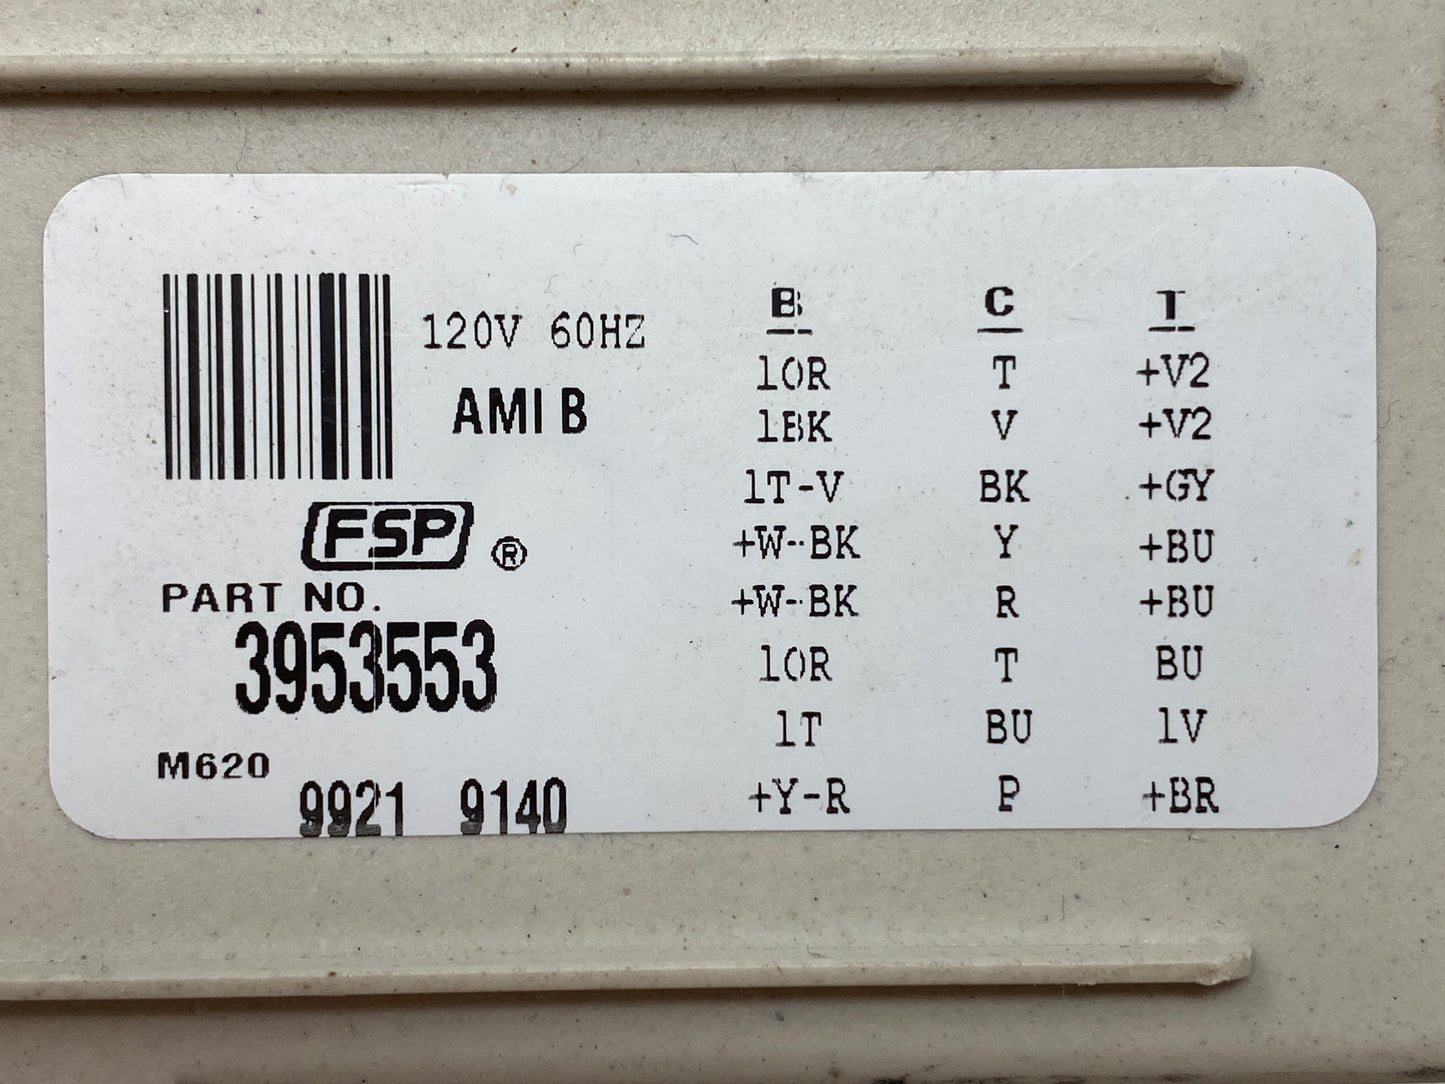 120V 60HZ
AMI B
FSP ®
PART NO.
3953553
M620
9921 9140
B C T
1OR T +V2
1BK V +V2
1T-V BK +GY
+W-BK Y +BU
+W-BK R +BU
1OR T BU
1T BU 1V
+Y-R P +BR